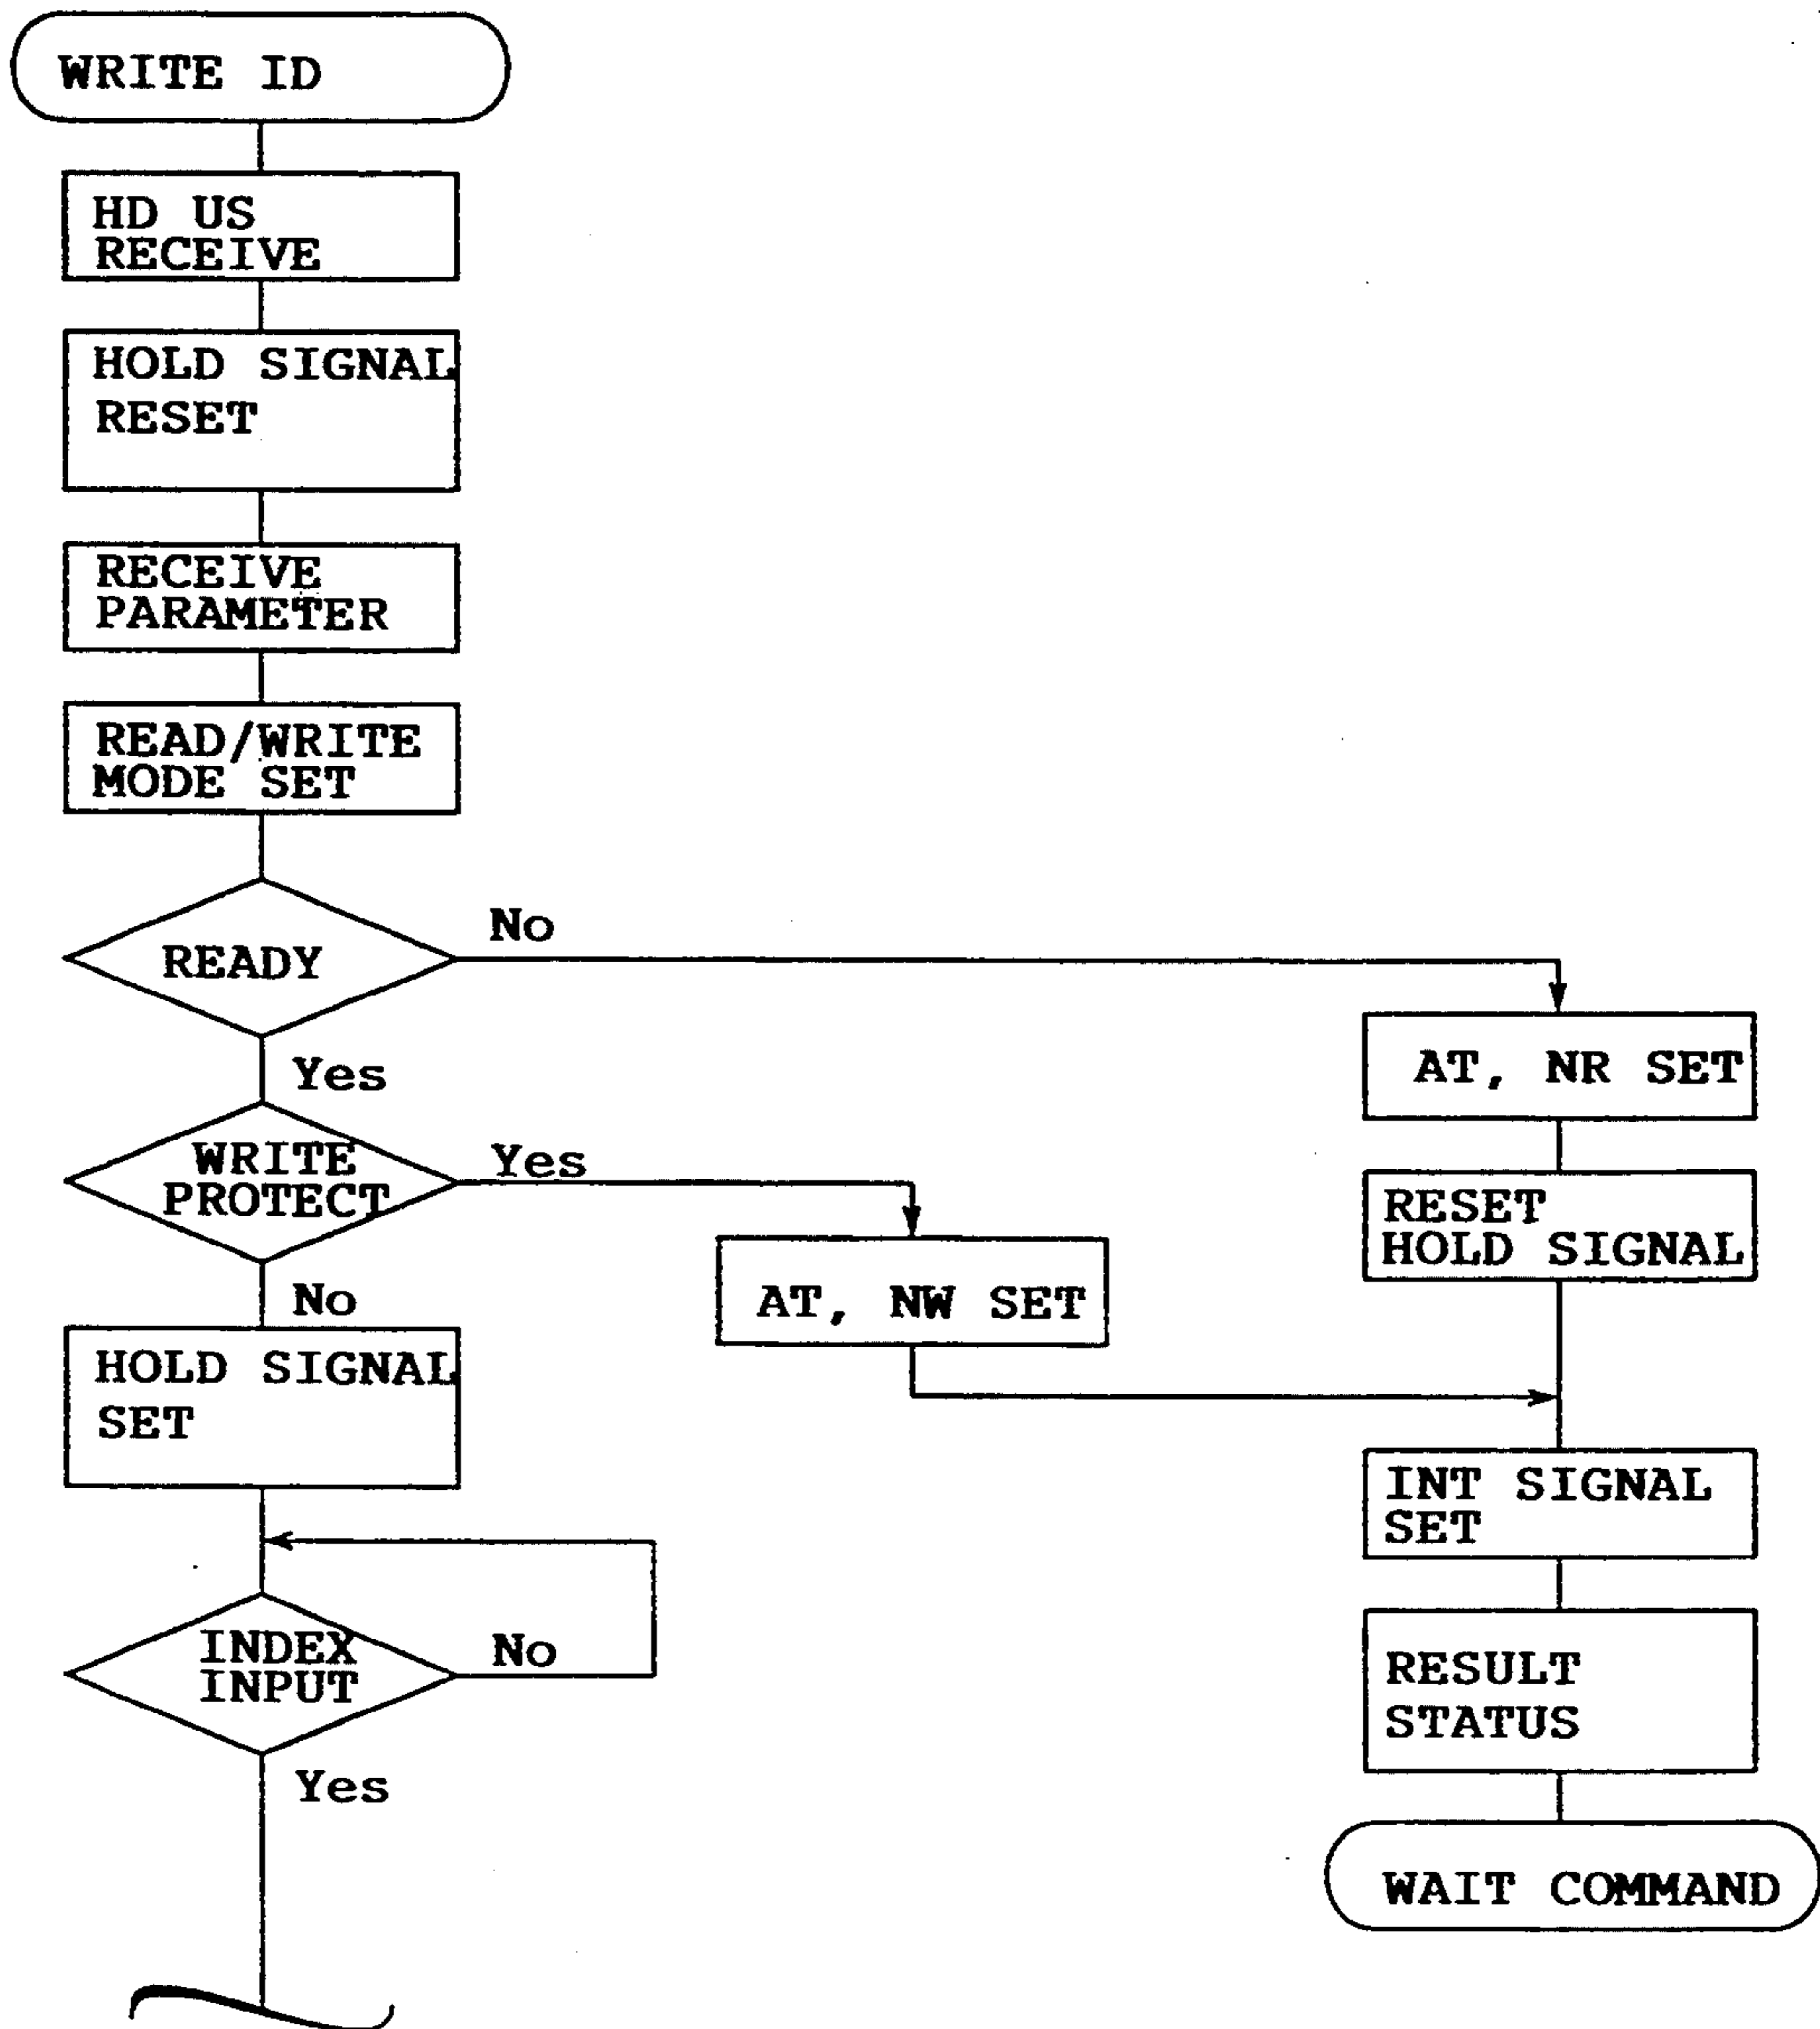 WRITE ID
HD US
RECEIVE
HOLD SIGNAL
RESET
RECEIVE
PARAMETER
READ/WRITE
MODE SET
READY
No
Yes
AT, NR SET
WRITE
PROTECT
Yes
No
RESET
HOLD SIGNAL
AT, NW SET
HOLD SIGNAL
SET
INT SIGNAL
SET
INDEX
INPUT
No
Yes
RESULT
STATUS
WAIT COMMAND